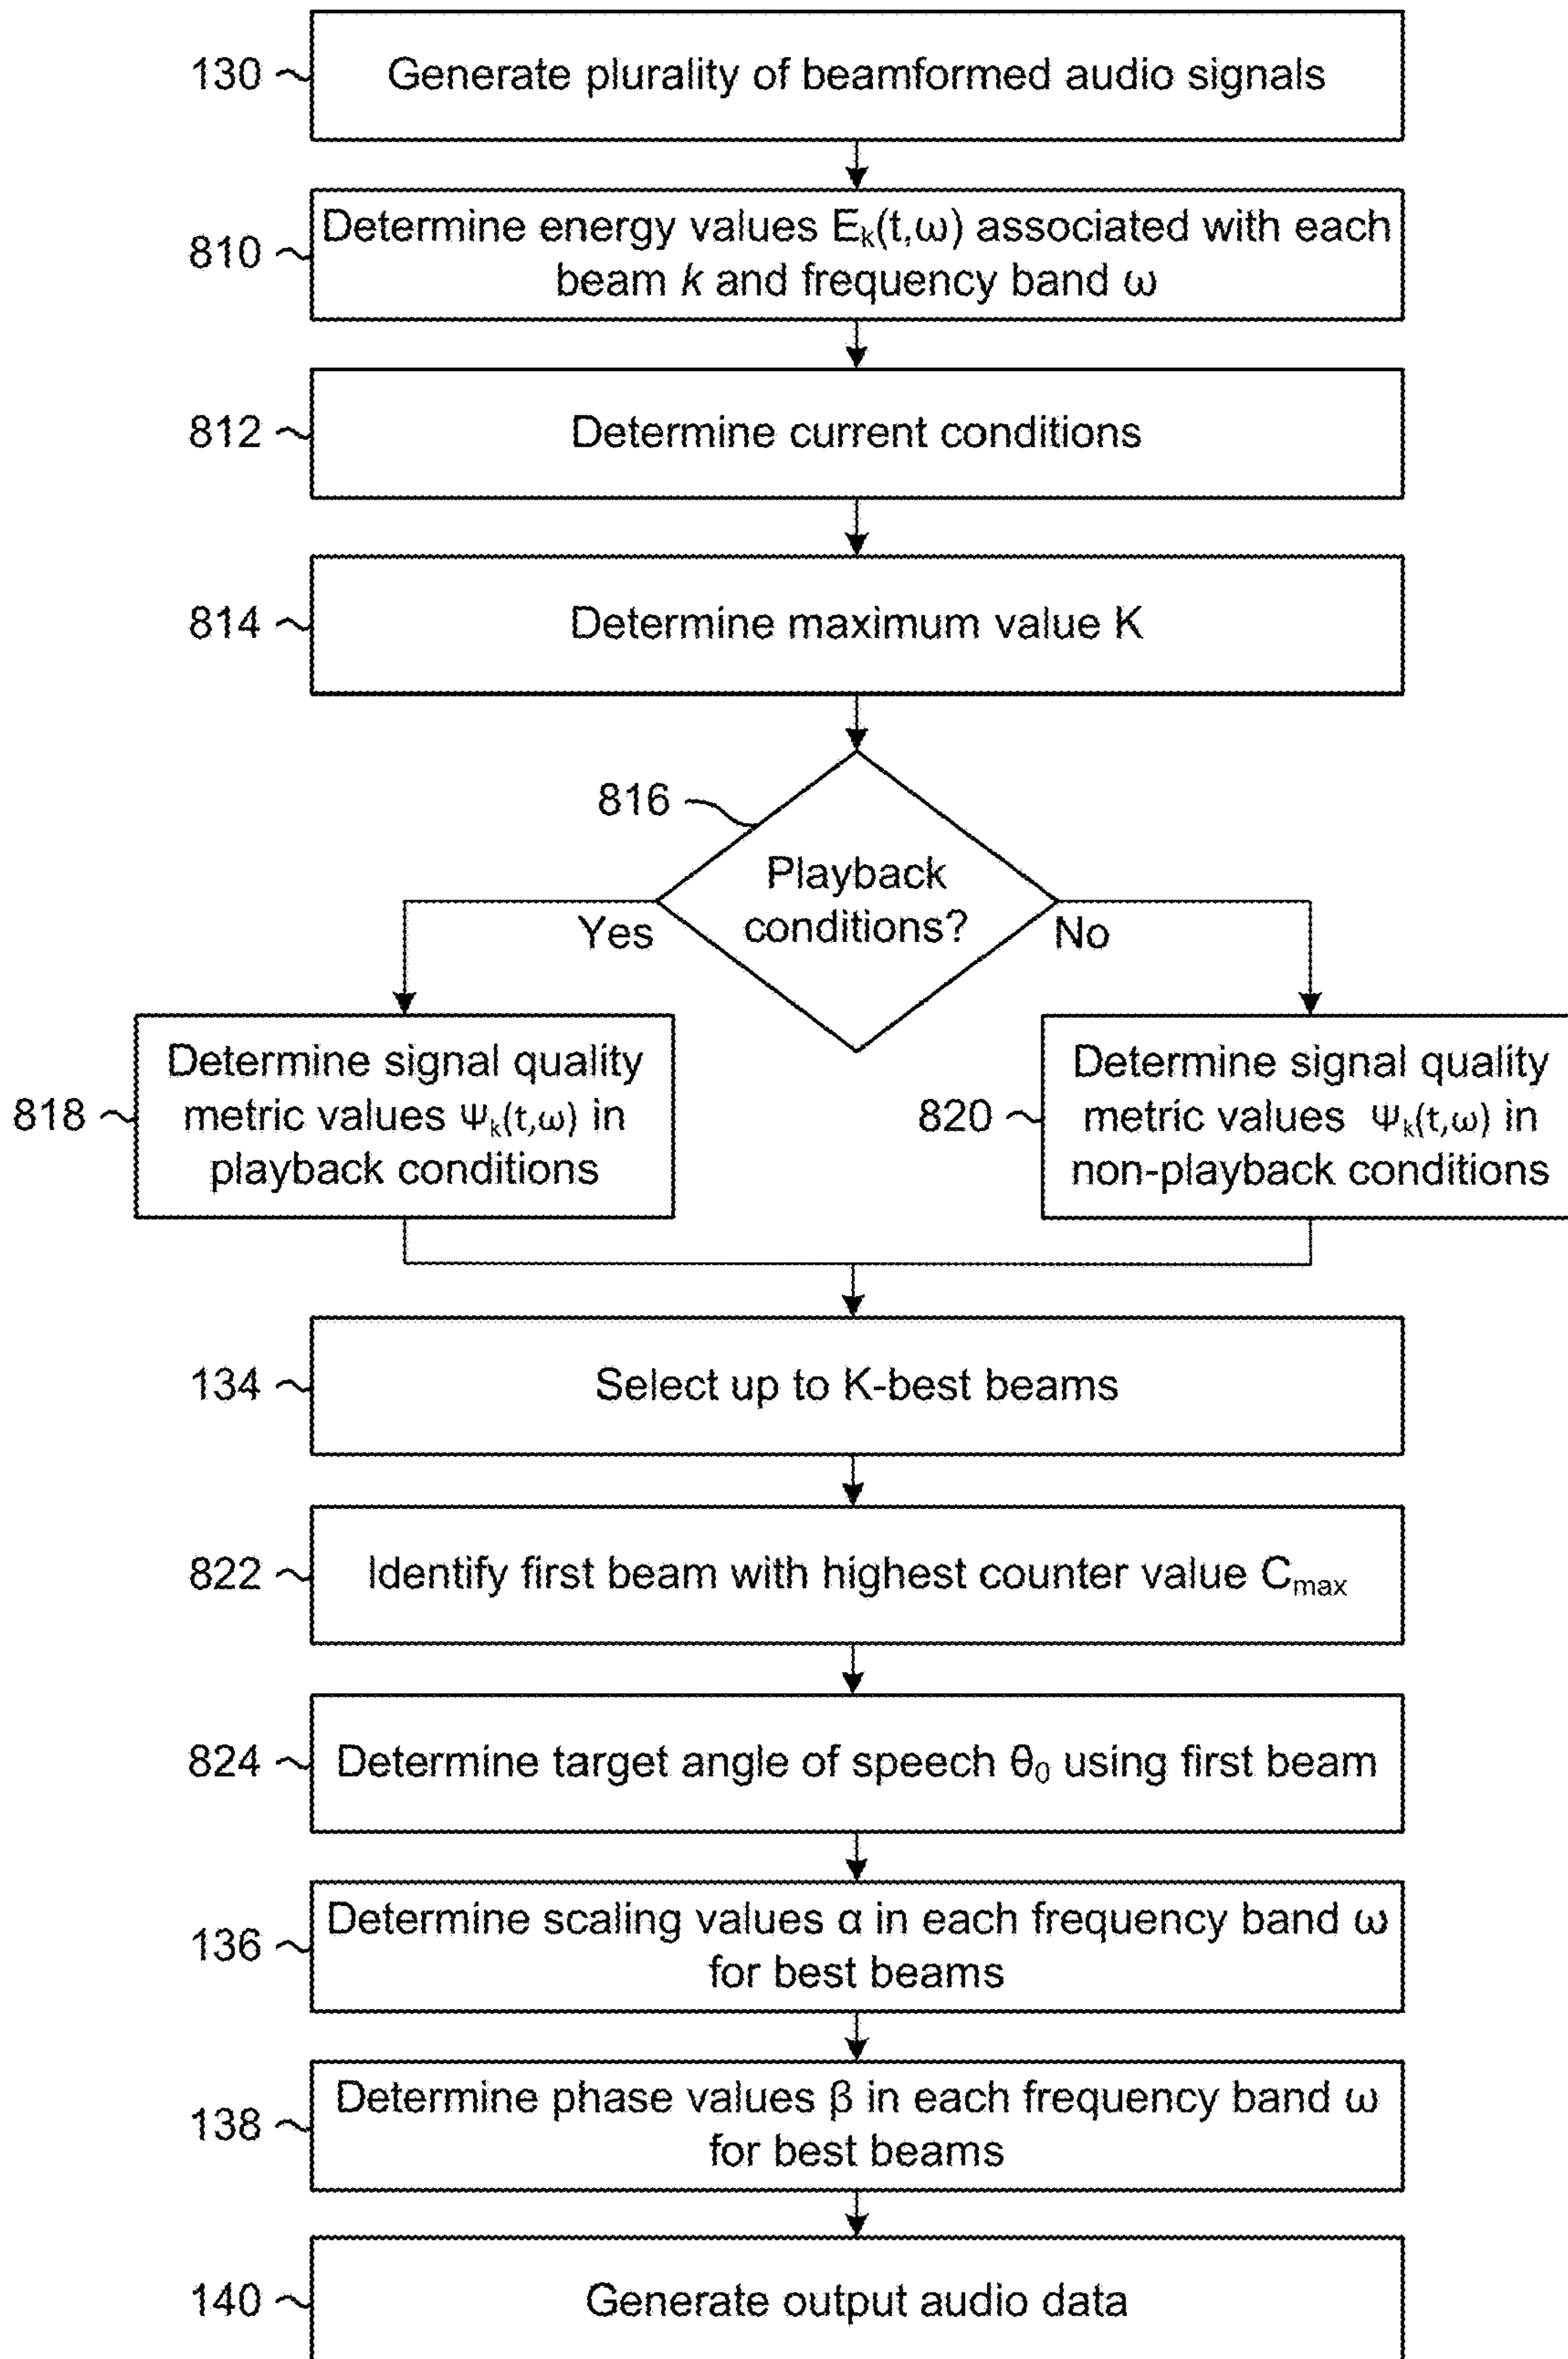 130
Generate plurality of beamformed audio signals
810
Determine energy values Eₖ(t,ω) associated with each
beam k and frequency band ω
812
Determine current conditions
814
Determine maximum value K
816
Playback
conditions?
Yes
No
818
Determine signal quality
metric values Ψₖ(t,ω) in
playback conditions
820
Determine signal quality
metric values Ψₖ(t,ω) in
non-playback conditions
134
Select up to K-best beams
822
Identify first beam with highest counter value Cₘₐₓ
824
Determine target angle of speech θ₀ using first beam
136
Determine scaling values α in each frequency band ω
for best beams
138
Determine phase values β in each frequency band ω
for best beams
140
Generate output audio data